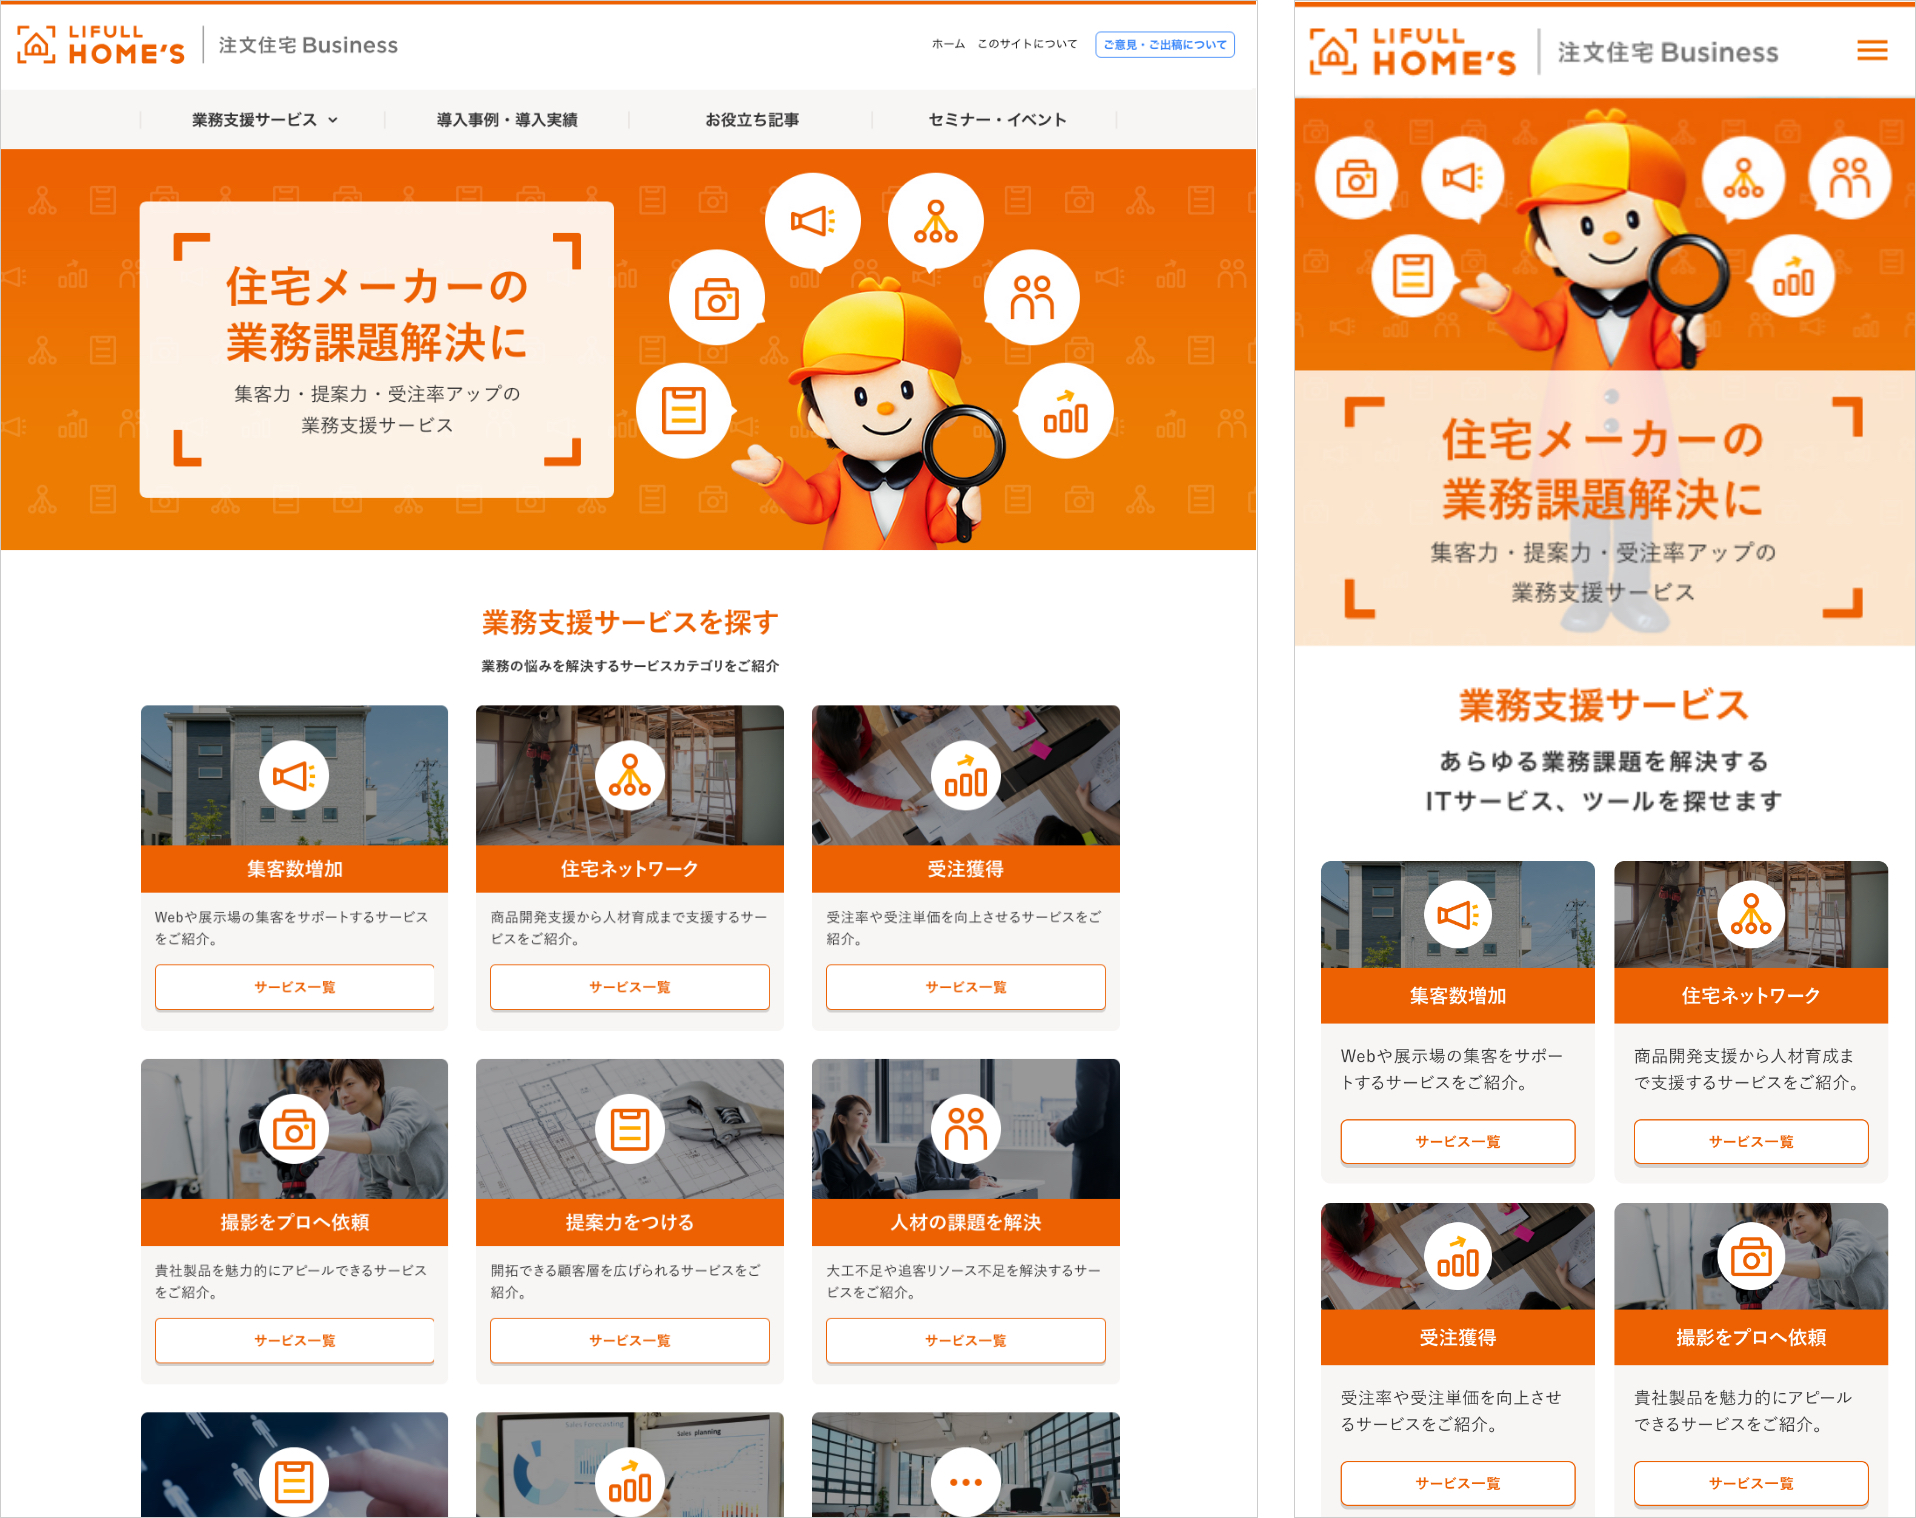 LIFULL
HOME'S
注文住宅 Business
ホーム
このサイトについて
ご意見・ご出稿について
業務支援サービス
導入事例・導入実績
お役立ち記事
セミナー・イベント
住宅メーカーの
業務課題解決に
集客力・提案力・受注率アップの
業務支援サービス
業務支援サービスを探す
業務の悩みを解決するサービスカテゴリをご紹介
集客数増加
Webや展示場の集客をサポートするサービス
をご紹介。
サービス一覧
住宅ネットワーク
商品開発支援から人材育成まで支援するサー
ビスをご紹介。
サービス一覧
受注獲得
受注率や受注単価を向上させるサービスをご
紹介。
サービス一覧
撮影をプロへ依頼
貴社製品を魅力的にアピールできるサービス
をご紹介。
サービス一覧
提案力をつける
開拓できる顧客層を広げられるサービスをご
紹介。
サービス一覧
人材の課題を解決
大工不足や追客リソース不足を解決するサー
ビスをご紹介。
サービス一覧
Sales Forecasting
Sales planning
LIFULL
HOME'S
注文住宅 Business
住宅メーカーの
業務課題解決に
集客力・提案力・受注率アップの
業務支援サービス
業務支援サービス
あらゆる業務課題を解決する
ITサービス、ツールを探せます
集客数増加
Webや展示場の集客をサポー
トするサービスをご紹介。
サービス一覧
住宅ネットワーク
商品開発支援から人材育成ま
で支援するサービスをご紹介。
サービス一覧
受注獲得
受注率や受注単価を向上させ
るサービスをご紹介。
サービス一覧
撮影をプロへ依頼
貴社製品を魅力的にアピール
できるサービスをご紹介。
サービス一覧